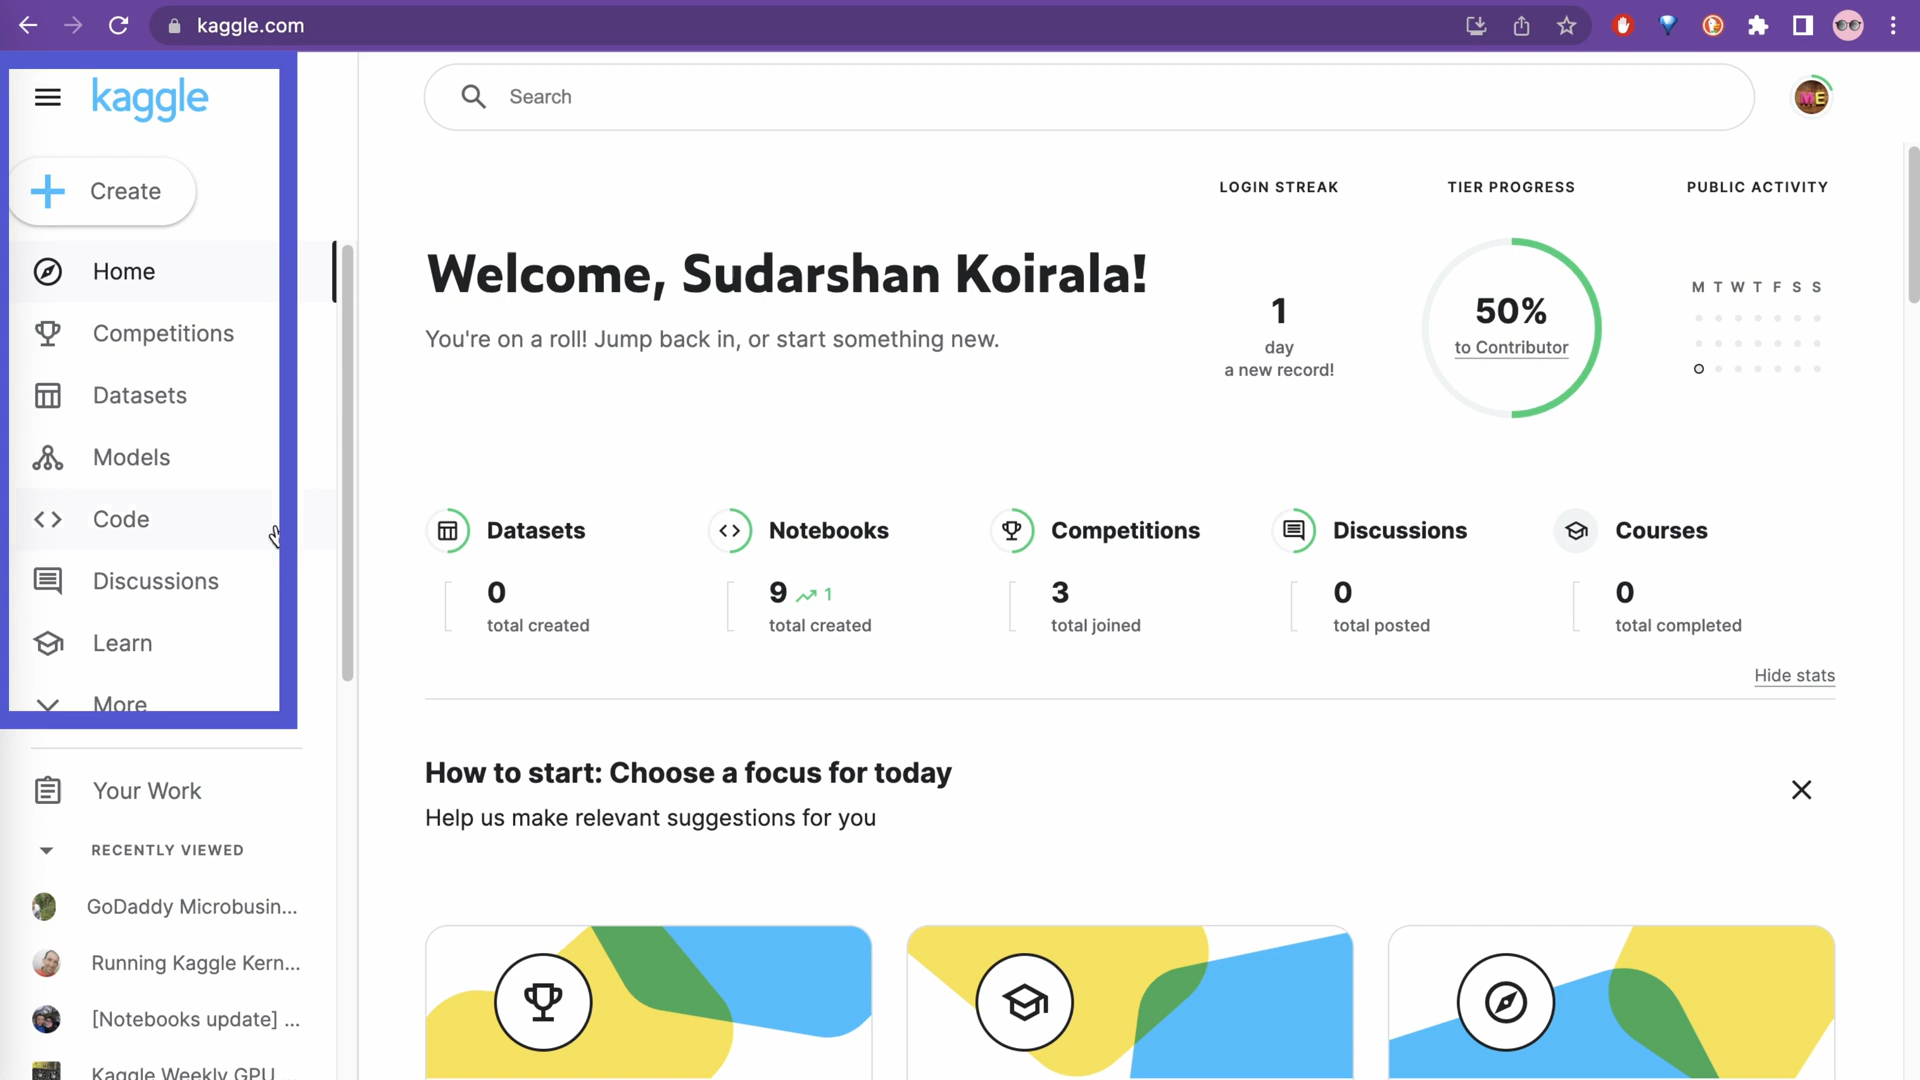 kaggle.com
kaggle
Search
Create
Home
Competitions
Datasets
Models
Code
Discussions
Learn
More
Your Work
RECENTLY VIEWED
GoDaddy Microbusin...
Running Kaggle Kern...
[Notebooks update] ...
Kaggle Weekly GPU ...
LOGIN STREAK
TIER PROGRESS
PUBLIC ACTIVITY
Welcome, Sudarshan Koirala!
You're on a roll! Jump back in, or start something new.
1
day
a new record!
50%
to Contributor
M T W T F S S
Datasets
0
total created
Notebooks
9 1
total created
Competitions
3
total joined
Discussions
0
total posted
Courses
0
total completed
Hide stats
How to start: Choose a focus for today
Help us make relevant suggestions for you